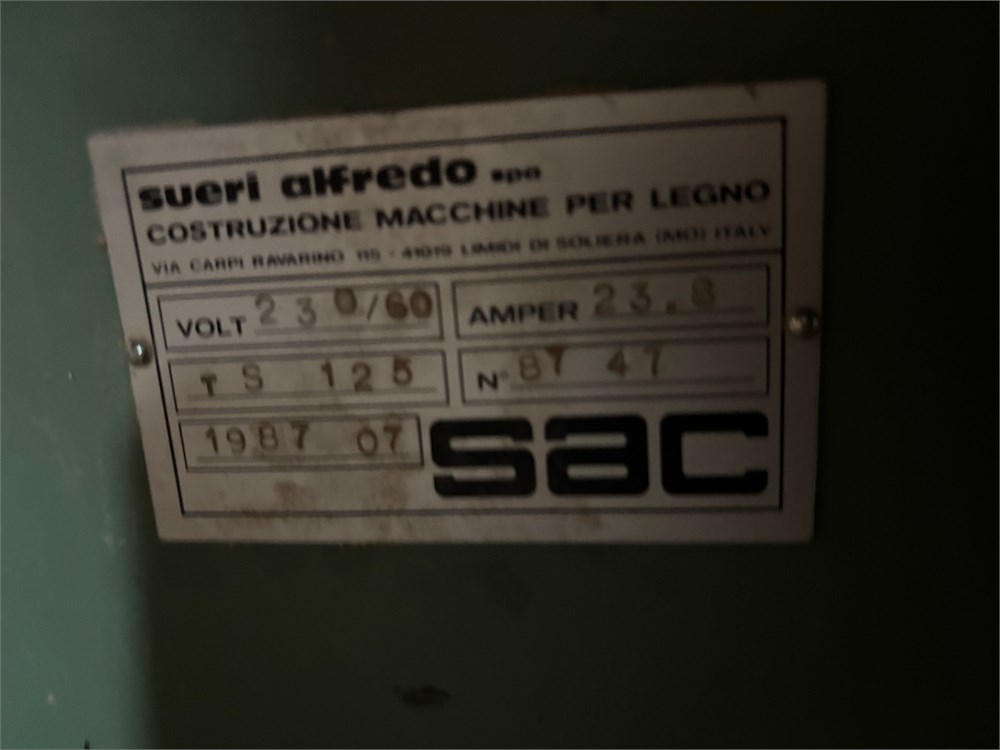 sueri alfredo spa
COSTRUZIONE MACCHINE PER LEGNO
VIA CARPI RAVARINO 115 - 41019 LIMIDI DI SOLIERA (MO) ITALY
VOLT 230/60 AMPER 23.8
TS 125 N° 87 47
1987 07
sac